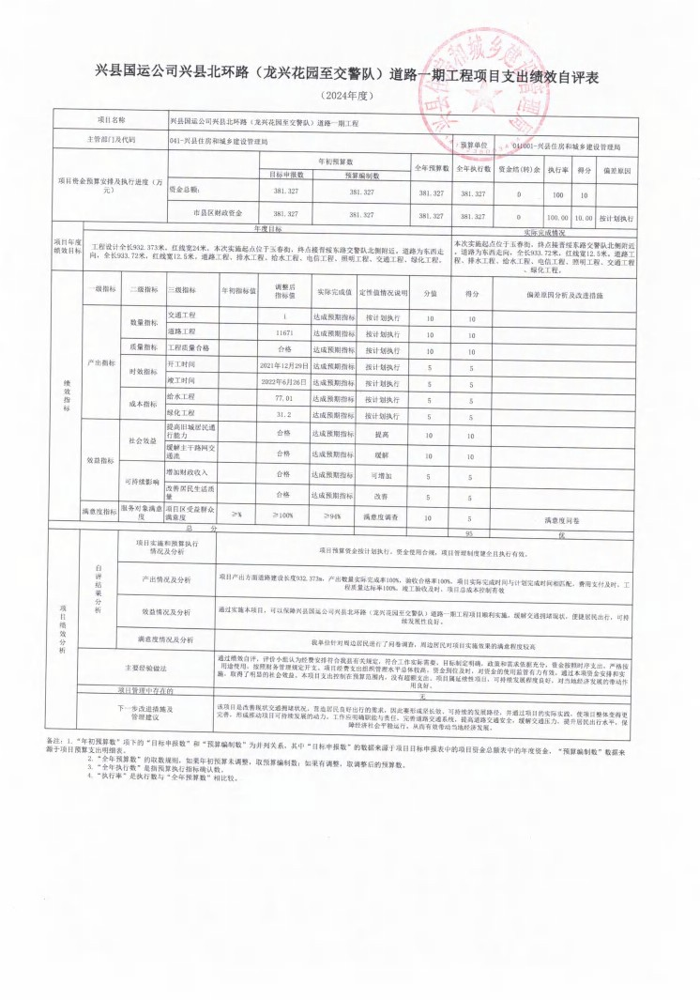 兴县国运公司兴县北环路（龙兴花园至交警队）道路一期工程项目支出绩效自评表
（2024年度）
项目名称 兴县国运公司兴县北环路（龙兴花园至交警队）道路一期工程
主管部门及代码 041-兴县住房和城乡建设管理局 预算单位 041001-兴县住房和城乡建设管理局
项目资金预算安排及执行进度（万元） 年初预算数 全年预算数 全年执行数 资金结(转)余 执行率 得分 偏差原因
目标申报数 预算编制数
资金总额: 381.327 381.327 381.327 381.327 0 100 10
市县区财政资金 381.327 381.327 381.327 381.327 0 100.00 10.00 按计划执行
项目年度绩效目标 年度目标 实际完成情况
工程设计全长932.373米，红线宽24米。本次实施起点位于玉春街，终点接晋绥东路交警队北侧附近，道路为东西走
向，全长933.72米，红线宽12.5米，道路工程、排水工程、给水工程、电信工程、照明工程、交通工程、绿化工程。
本次实施起点位于玉春街，终点接晋绥东路交警队北侧附近
，道路为东西走向，全长933.72米，红线宽12.5米，道路工
程、排水工程、给水工程、电信工程、照明工程、交通工程
、绿化工程。
绩效指标 一级指标 二级指标 三级指标 年初指标值 调整后指标值 实际完成值 定性值情况说明 分值 得分 偏差原因分析及改进措施
产出指标 数量指标 交通工程 1 达成预期指标 按计划执行 10 10
道路工程 11671 达成预期指标 按计划执行 10 10
质量指标 工程质量合格 合格 达成预期指标 按计划执行 10 10
时效指标 开工时间 2021年12月29日 达成预期指标 按计划执行 5 5
竣工时间 2022年6月26日 达成预期指标 按计划执行 5 5
成本指标 给水工程 77.01 达成预期指标 按计划执行 5 5
绿化工程 31.2 达成预期指标 按计划执行 5 5
效益指标 社会效益 提高旧城居民通行能力 合格 达成预期指标 提高 10 10
缓解主干路网交通流 合格 达成预期指标 缓解 10 10
可持续影响 增加财政收入 合格 达成预期指标 可增加 5 5
改善居民生活质量 合格 达成预期指标 改善 5 5
满意度指标 服务对象满意度 项目区受益群众满意度 ≥% ≥100% ≥94% 满意度调查 10 5 满意度问卷
总 分 95 优
项目绩效分析 自评结果分析 项目实施和预算执行情况及分析 项目预算资金按计划执行，资金使用合规，项目管理制度健全且执行有效。
产出情况及分析 项目产出方面道路建设长度932.373m，产出数量实际完成率100%，验收合格率100%，项目实际完成时间与计划完成时间相匹配，费用支付及时，工
程质量达标率100%，竣工验收及时，项目总成本控制有效
效益情况及分析 通过实施本项目，可以保障兴县国运公司兴县北环路（龙兴花园至交警队）道路一期工程项目顺利实施，缓解交通拥堵现状，便捷居民出行，可持
续发展性良好。
满意度情况及分析 我单位针对周边居民进行了问卷调查，周边居民对项目实施效果的满意程度较高
主要经验做法 通过绩效自评，评价小组认为经费安排符合我县有关规定，符合工作实际需要，目标制定明确，政策和需求依据充分，资金按照时序支出，严格按
用途使用，按照财务管理规定开支。项目经费支出组织管理水平总体较高，资金到位及时，对资金的使用监管有力有效，通过本项资金安排和实
施，取得了明显的社会效益。本项目支出控制在预算范围内，没有超额支出。项目属延续性项目，可持续发展程度良好，对当地经济发展的带动作
用良好。
项目管理中存在的 无
下一步改进措施及管理建议 该项目是改善现状交通拥堵状况，营造居民良好出行的需求，因此要形成坚长效、可持续的发展路径，并通过项目的实际实践，使项目整体变得更
完善，形成推动项目可持续发展的动力。工作应明确职能与责任，完善道路交通系统，提高道路交通安全，缓解交通压力，提升居民出行水平，保
障经济社会平稳运行，从而有效带动当地经济发展。
备注：1.“年初预算数”项下的“目标申报数”和“预算编制数”为并列关系，其中“目标申报数”的数据来源于项目目标申报表中的项目资金总额表中的年度资金，“预算编制数”数据来
源于项目预算支出明细表。
2.“全年预算数”的取数规则，如果年初预算未调整，取预算编制数；如果有调整，取调整后的预算数。
3.“全年执行数”是指预算执行指标确认数。
4.“执行率”是执行数与“全年预算数”相比较。